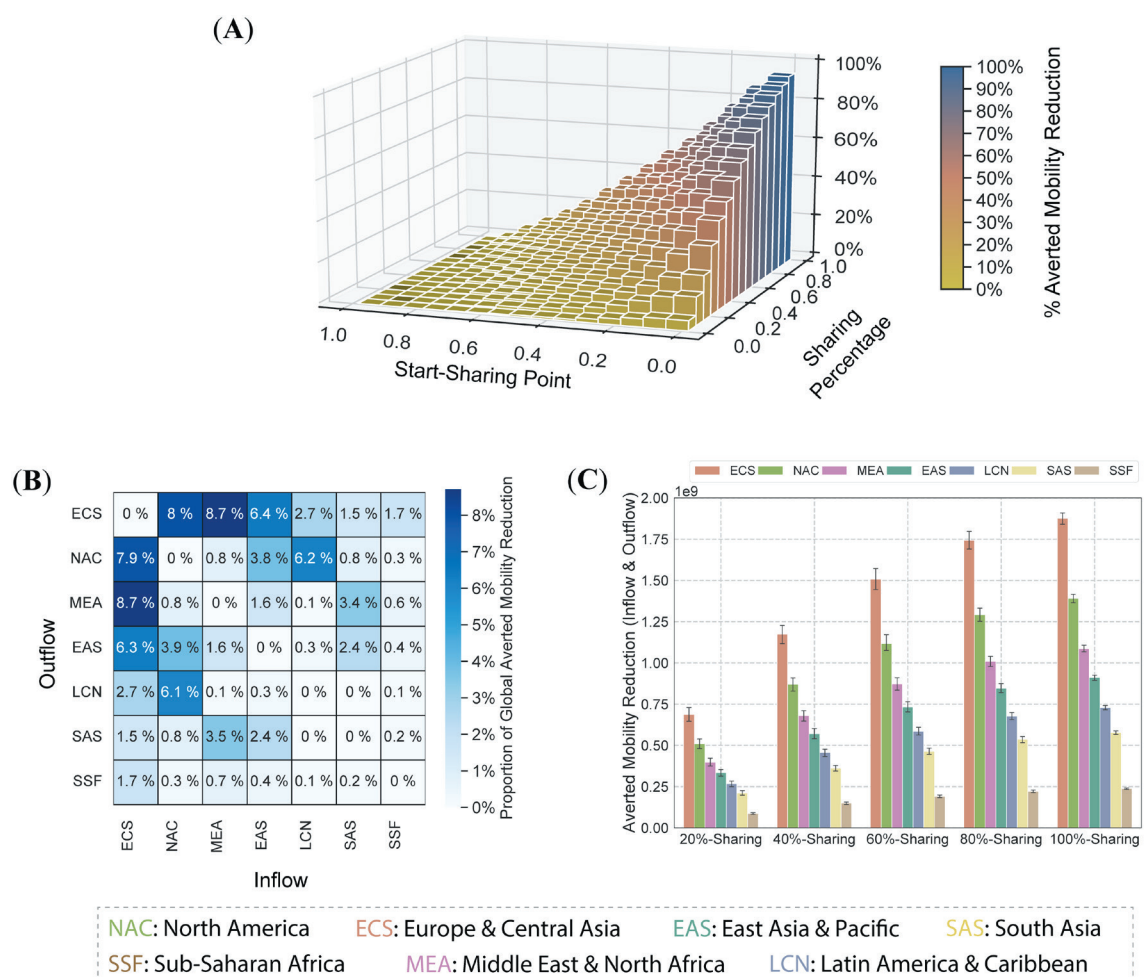 (A)
100%
80%
60%
40%
20%
0%
1.0
0.8
0.6
0.4
0.2
0.0
Sharing
Percentage
1.0
0.8
0.6
0.4
0.2
0.0
Start-Sharing Point
100%
90%
80%
70%
60%
50%
40%
30%
20%
10%
0%
% Averted Mobility Reduction
(B)
Outflow
ECS 0 % 8 % 8.7 % 6.4 % 2.7 % 1.5 % 1.7 %
NAC 7.9 % 0 % 0.8 % 3.8 % 6.2 % 0.8 % 0.3 %
MEA 8.7 % 0.8 % 0 % 1.6 % 0.1 % 3.4 % 0.6 %
EAS 6.3 % 3.9 % 1.6 % 0 % 0.3 % 2.4 % 0.4 %
LCN 2.7 % 6.1 % 0.1 % 0.3 % 0 % 0 % 0.1 %
SAS 1.5 % 0.8 % 3.5 % 2.4 % 0 % 0 % 0.2 %
SSF 1.7 % 0.3 % 0.7 % 0.4 % 0.1 % 0.2 % 0 %
ECS NAC MEA EAS LCN SAS SSF
Inflow
8%
7%
6%
5%
4%
3%
2%
1%
0%
Proportion of Global Averted Mobility Reduction
(C)
ECS NAC MEA EAS LCN SAS SSF
1e9
2.00
1.75
1.50
1.25
1.00
0.75
0.50
0.25
0.00
Averted Mobility Reduction (Inflow & Outflow)
20%-Sharing 40%-Sharing 60%-Sharing 80%-Sharing 100%-Sharing
NAC: North America ECS: Europe & Central Asia EAS: East Asia & Pacific SAS: South Asia
SSF: Sub-Saharan Africa MEA: Middle East & North Africa LCN: Latin America & Caribbean